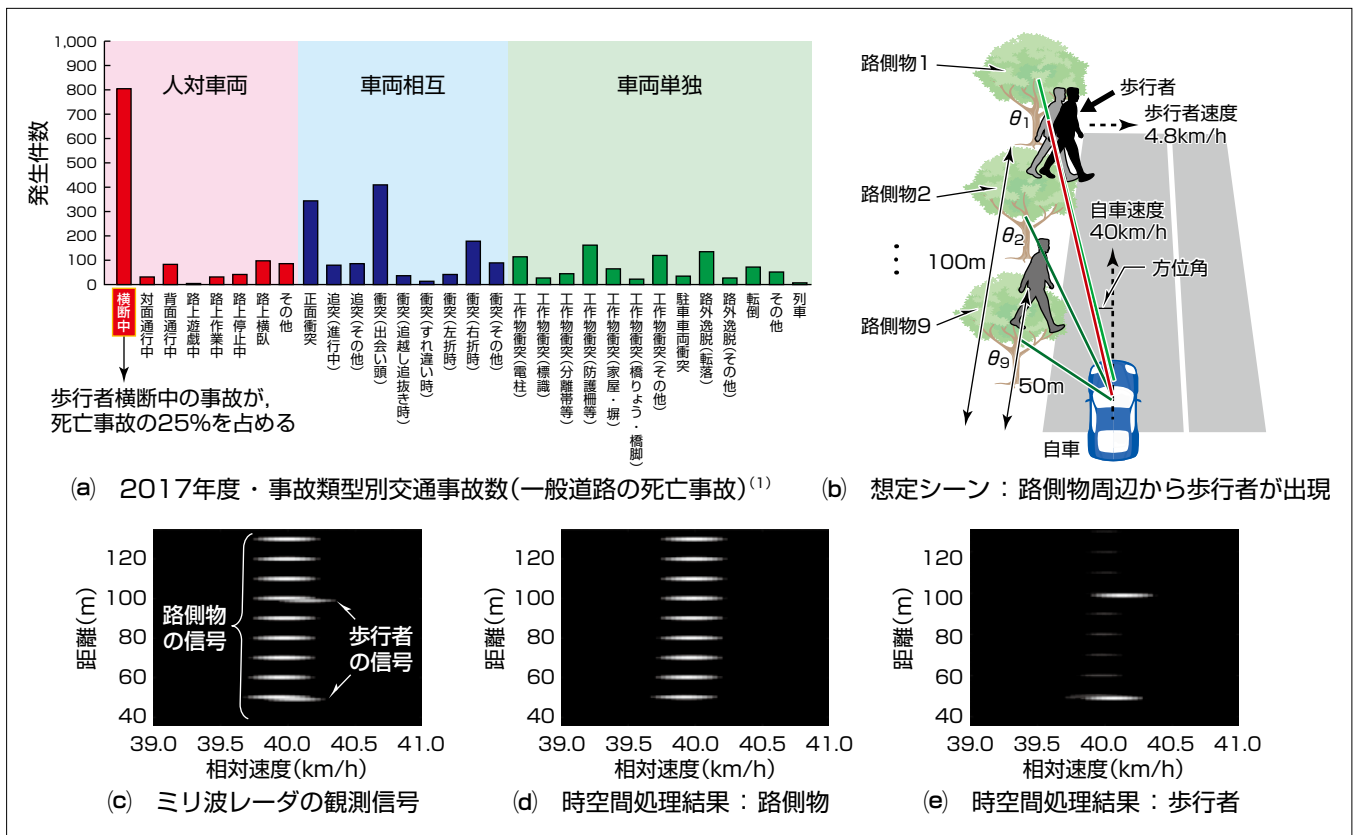 1,000
900
800
700
600
500
400
300
200
100
0
発生件数
人対車両
車両相互
車両単独
横断中
対面通行中
背面通行中
路上遊戯中
路上作業中
路上停止中
路上横臥
その他
正面衝突
追突(進行中)
追突(その他)
衝突(出会い頭)
衝突(追越し追抜き時)
衝突(すれ違い時)
衝突(左折時)
衝突(右折時)
衝突(その他)
工作物衝突(電柱)
工作物衝突(標識)
工作物衝突(分離帯等)
工作物衝突(防護柵等)
工作物衝突(家屋・塀)
工作物衝突(橋りょう・橋脚)
工作物衝突(その他)
駐車車両衝突
路外逸脱(転落)
路外逸脱(その他)
転倒
その他
列車
歩行者横断中の事故が,
死亡事故の25%を占める
(a) 2017年度・事故類型別交通事故数(一般道路の死亡事故)(1)
路側物1
歩行者
歩行者速度
4.8km/h
θ1
路側物2
自車速度
40km/h
θ2
100m
方位角
路側物9
θ9
50m
自車
(b) 想定シーン：路側物周辺から歩行者が出現
距離(m)
120
100
80
60
40
路側物
の信号
歩行者
の信号
39.0 39.5 40.0 40.5 41.0
相対速度(km/h)
(c) ミリ波レーダの観測信号
距離(m)
120
100
80
60
40
39.0 39.5 40.0 40.5 41.0
相対速度(km/h)
(d) 時空間処理結果：路側物
距離(m)
120
100
80
60
40
39.0 39.5 40.0 40.5 41.0
相対速度(km/h)
(e) 時空間処理結果：歩行者